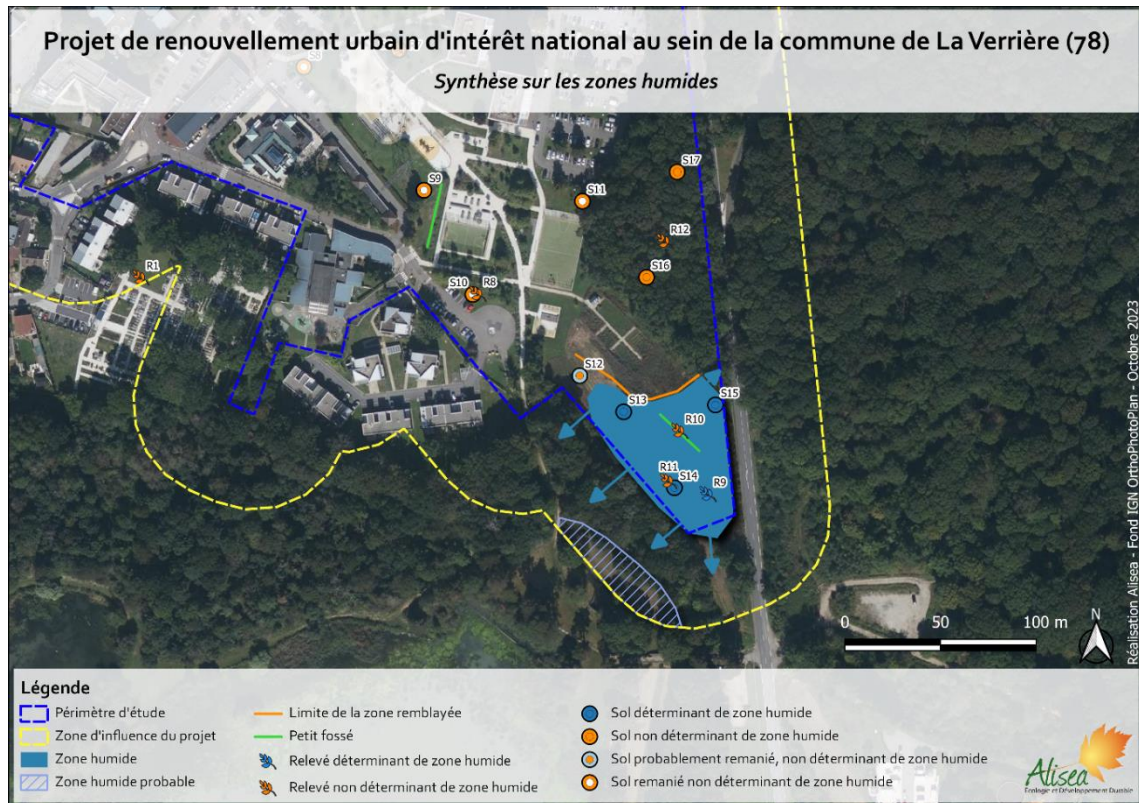 Projet de renouvellement urbain d'intérêt national au sein de la commune de La Verrière (78)
Synthèse sur les zones humides
S17
S9
S11
R12
R1
S16
S10
R8
S12
S13
S15
R10
R11
S14
R9
0
50
100 m
N
Réalisation Alisea - Fond IGN OrthoPhotoPlan - Octobre 2023
Légende
Périmètre d'étude
Zone d'influence du projet
Zone humide
Zone humide probable
Limite de la zone remblayée
Petit fossé
Relevé déterminant de zone humide
Relevé non déterminant de zone humide
Sol déterminant de zone humide
Sol non déterminant de zone humide
Sol probablement remanié, non déterminant de zone humide
Sol remanié non déterminant de zone humide
Alisea
Ecologie et Développement Durable